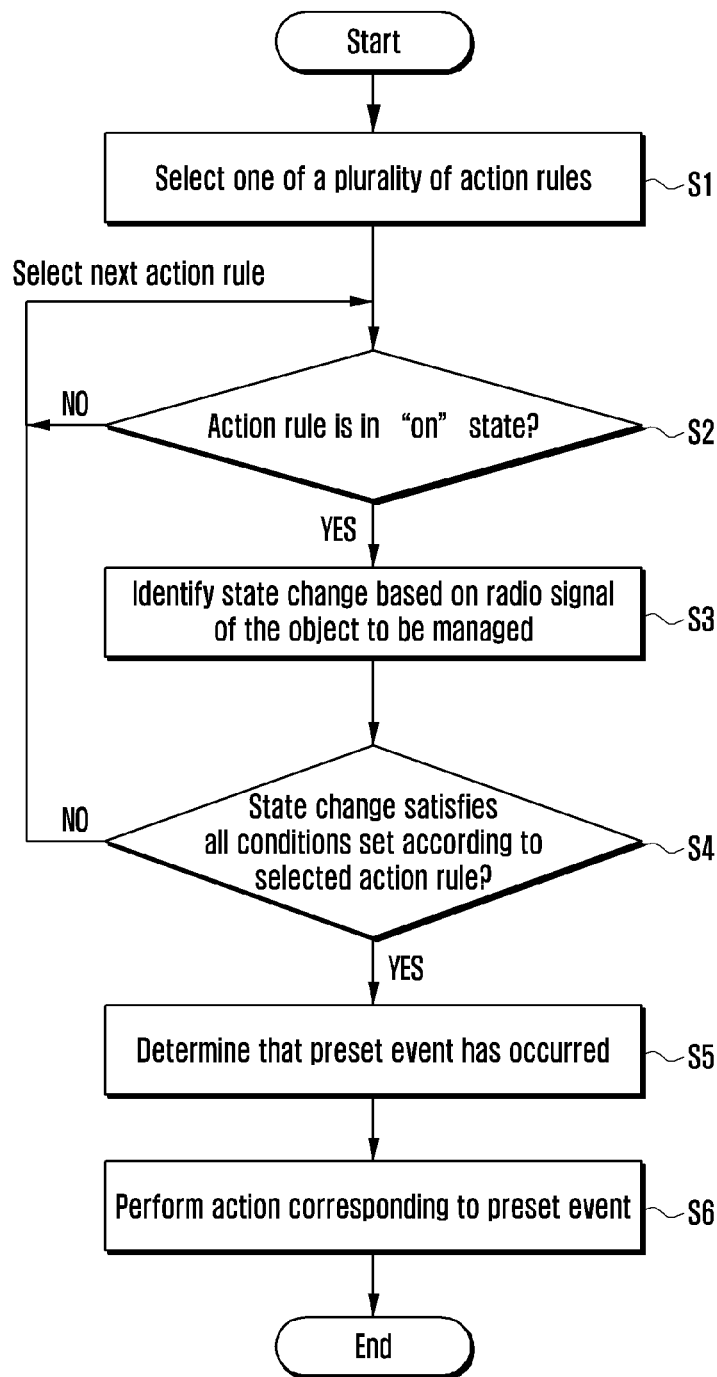 Start
Select one of a plurality of action rules
S1
Select next action rule
NO
Action rule is in “on” state?
S2
YES
Identify state change based on radio signal
of the object to be managed
S3
NO
State change satisfies
all conditions set according to
selected action rule?
S4
YES
Determine that preset event has occurred
S5
Perform action corresponding to preset event
S6
End